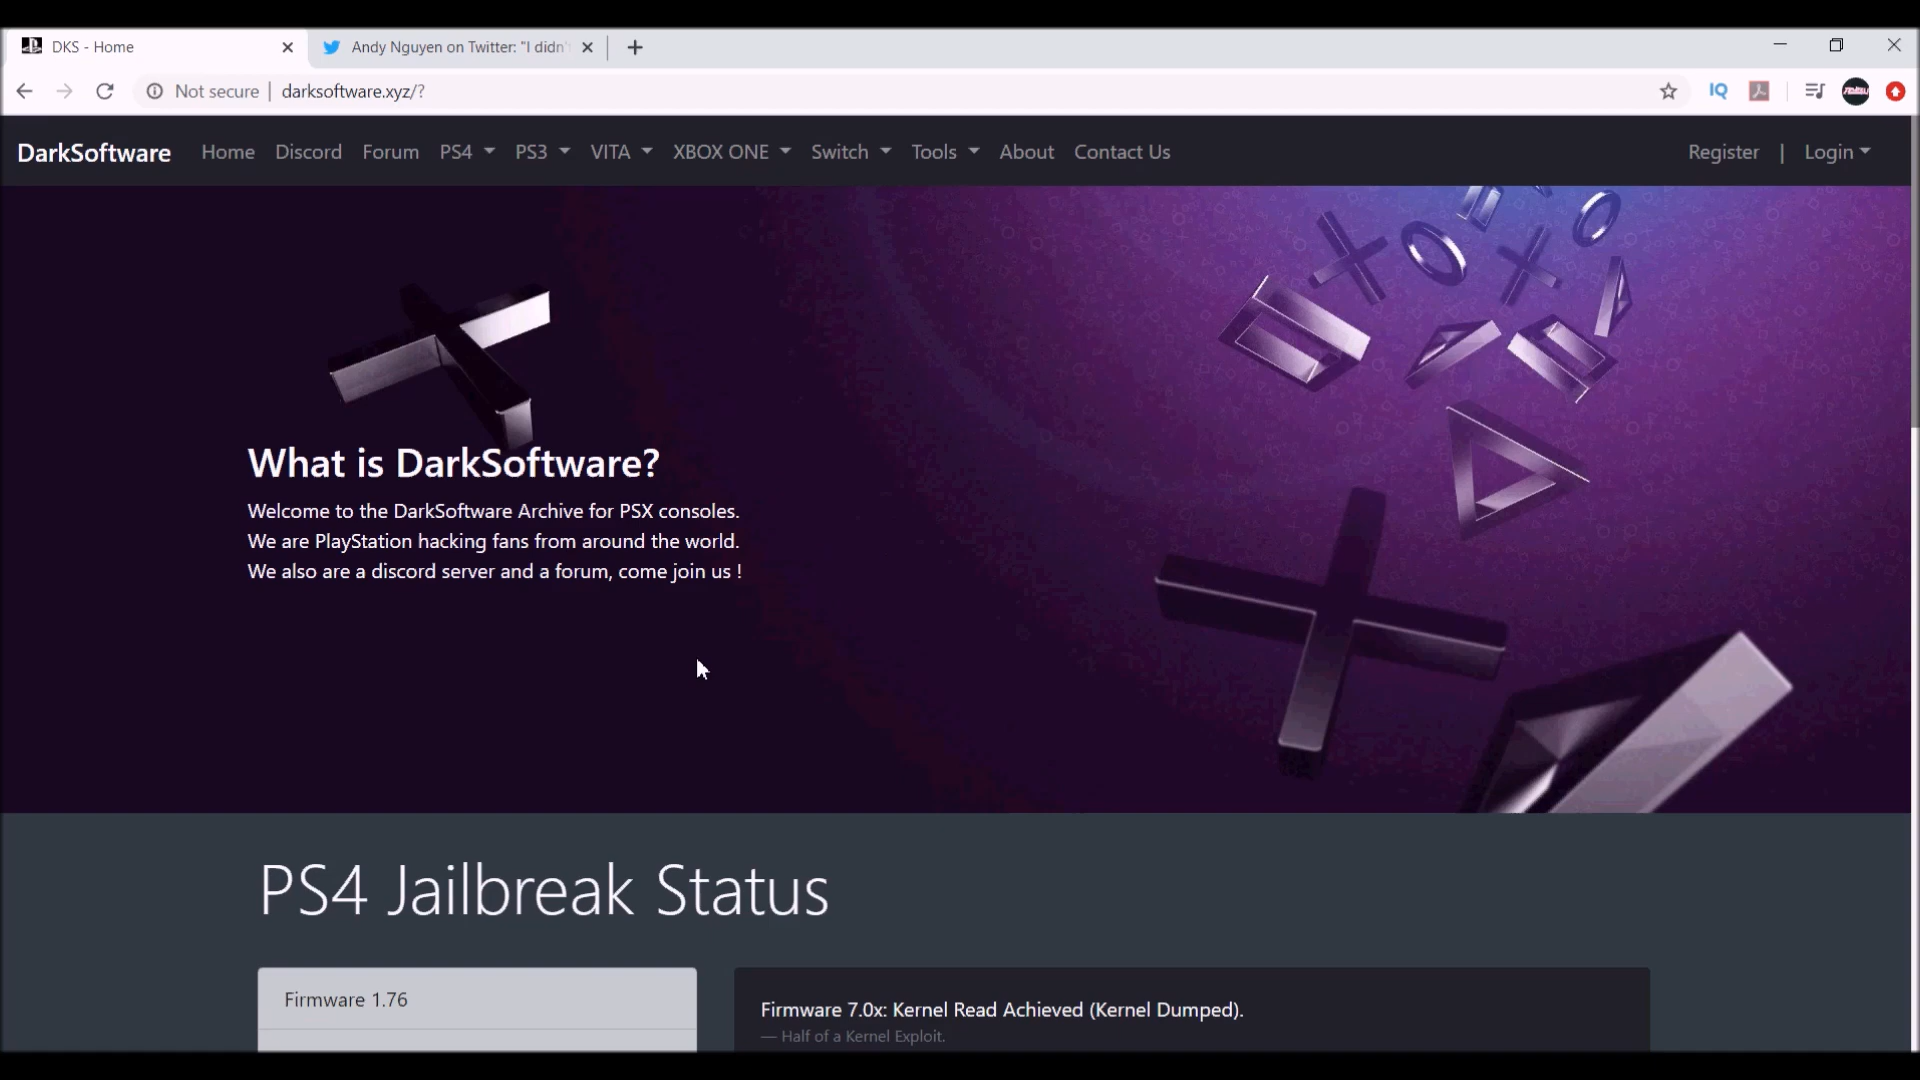 DKS - Home
Andy Nguyen on Twitter: "I didn'
Not secure | darksoftware.xyz/?
IQ
DarkSoftware Home Discord Forum PS4 PS3 VITA XBOX ONE Switch Tools About Contact Us Register | Login
What is DarkSoftware?
Welcome to the DarkSoftware Archive for PSX consoles.
We are PlayStation hacking fans from around the world.
We also are a discord server and a forum, come join us !
PS4 Jailbreak Status
Firmware 1.76
Firmware 7.0x: Kernel Read Achieved (Kernel Dumped).
— Half of a Kernel Exploit.